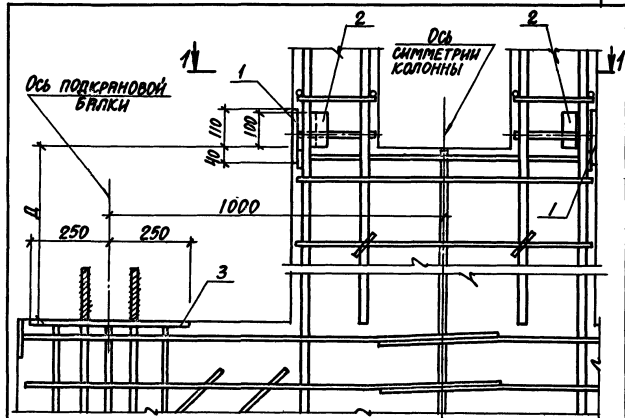 2
2
1
1
1
Ось
симметрии
колонны
Ось подкрановой
балки
110
100
40
1
Д
1000
250
250
3